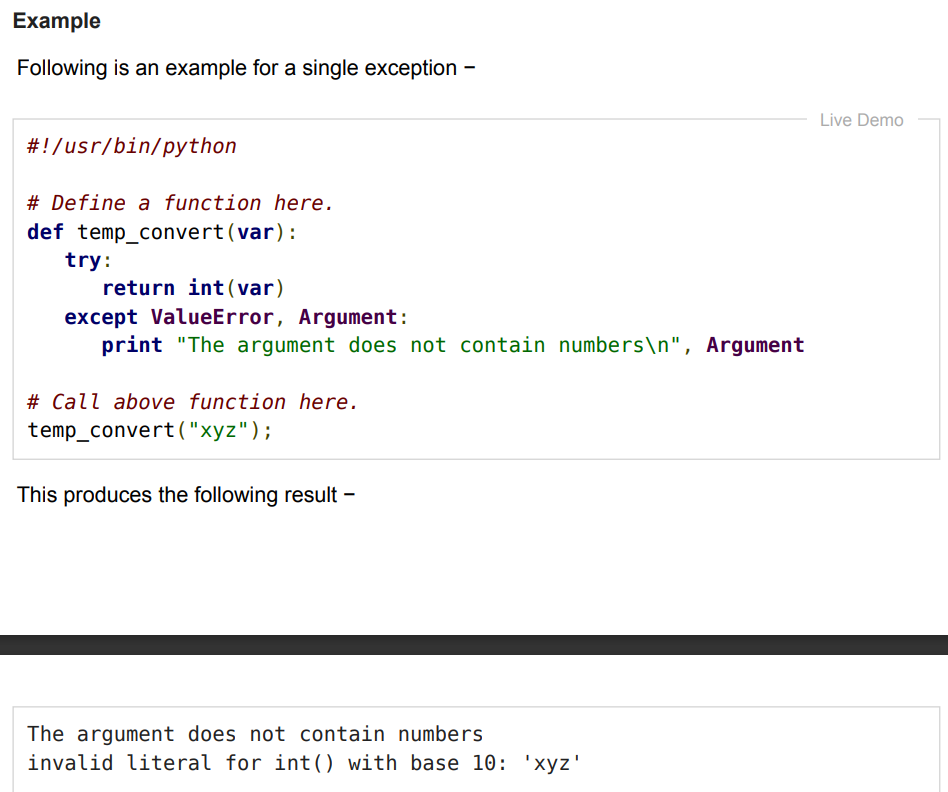 Example
Following is an example for a single exception −
Live Demo
#!/usr/bin/python
# Define a function here.
def temp_convert(var):
   try:
      return int(var)
   except ValueError, Argument:
      print "The argument does not contain numbers\n", Argument
# Call above function here.
temp_convert("xyz");
This produces the following result −
The argument does not contain numbers
invalid literal for int() with base 10: 'xyz'